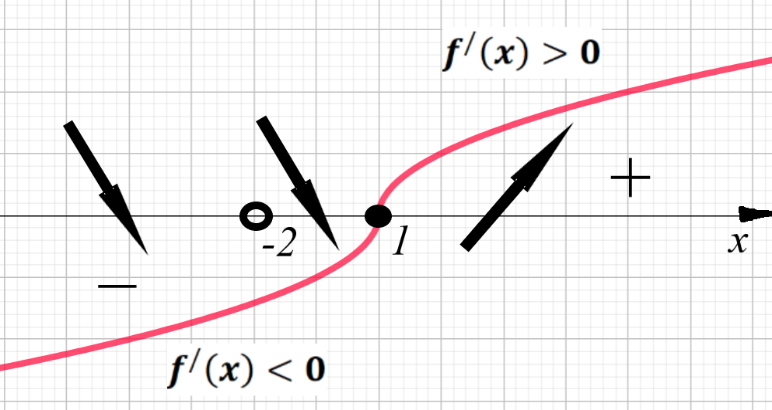 f′(x) > 0
+
-2
1
x
—
f′(x) < 0